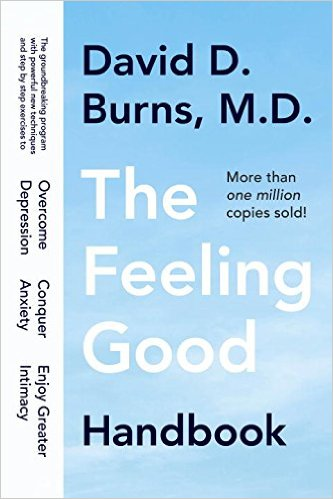 David D.
Burns, M.D.
The
Feeling
Good
Handbook
More than
one million
copies sold!
The groundbreaking program
with powerful new techniques
and step by step exercises to
Overcome
Depression
Conquer
Anxiety
Enjoy Greater
Intimacy